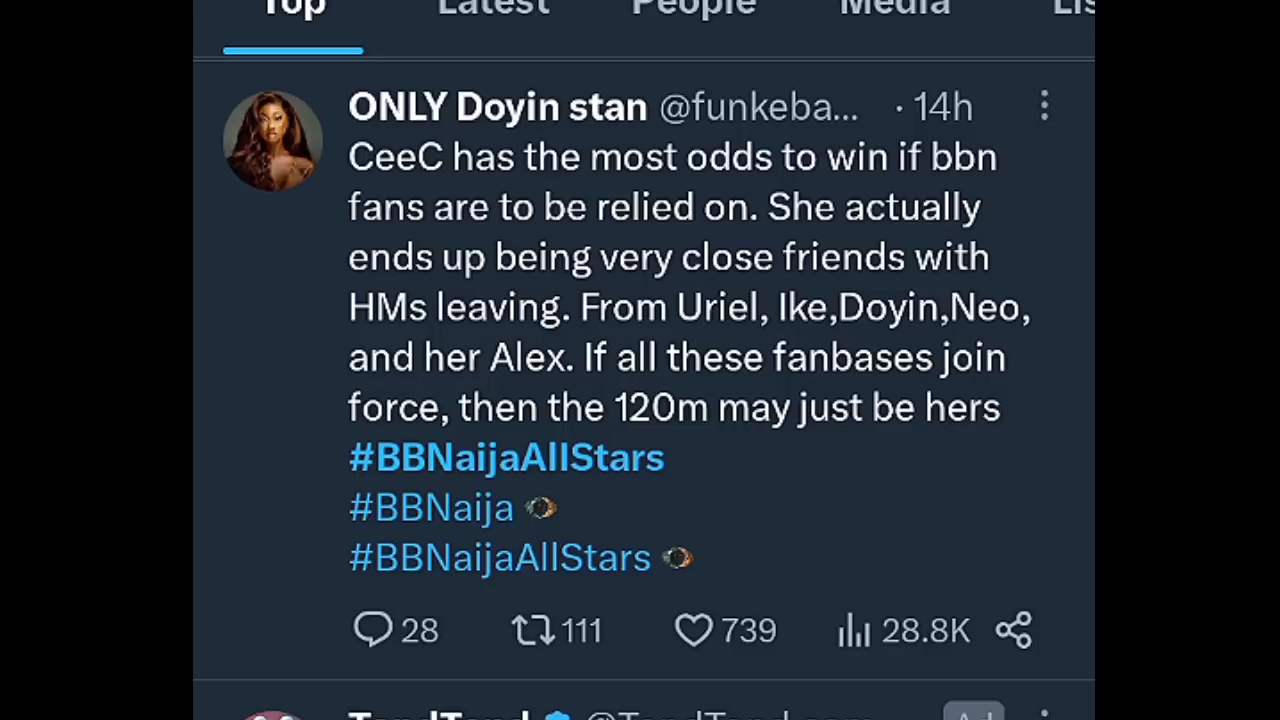 Top Latest People Media Lis
ONLY Doyin stan @funkeba... · 14h
CeeC has the most odds to win if bbn
fans are to be relied on. She actually
ends up being very close friends with
HMs leaving. From Uriel, Ike,Doyin,Neo,
and her Alex. If all these fanbases join
force, then the 120m may just be hers
#BBNaijaAllStars
#BBNaija
#BBNaijaAllStars
28 111 739 28.8K